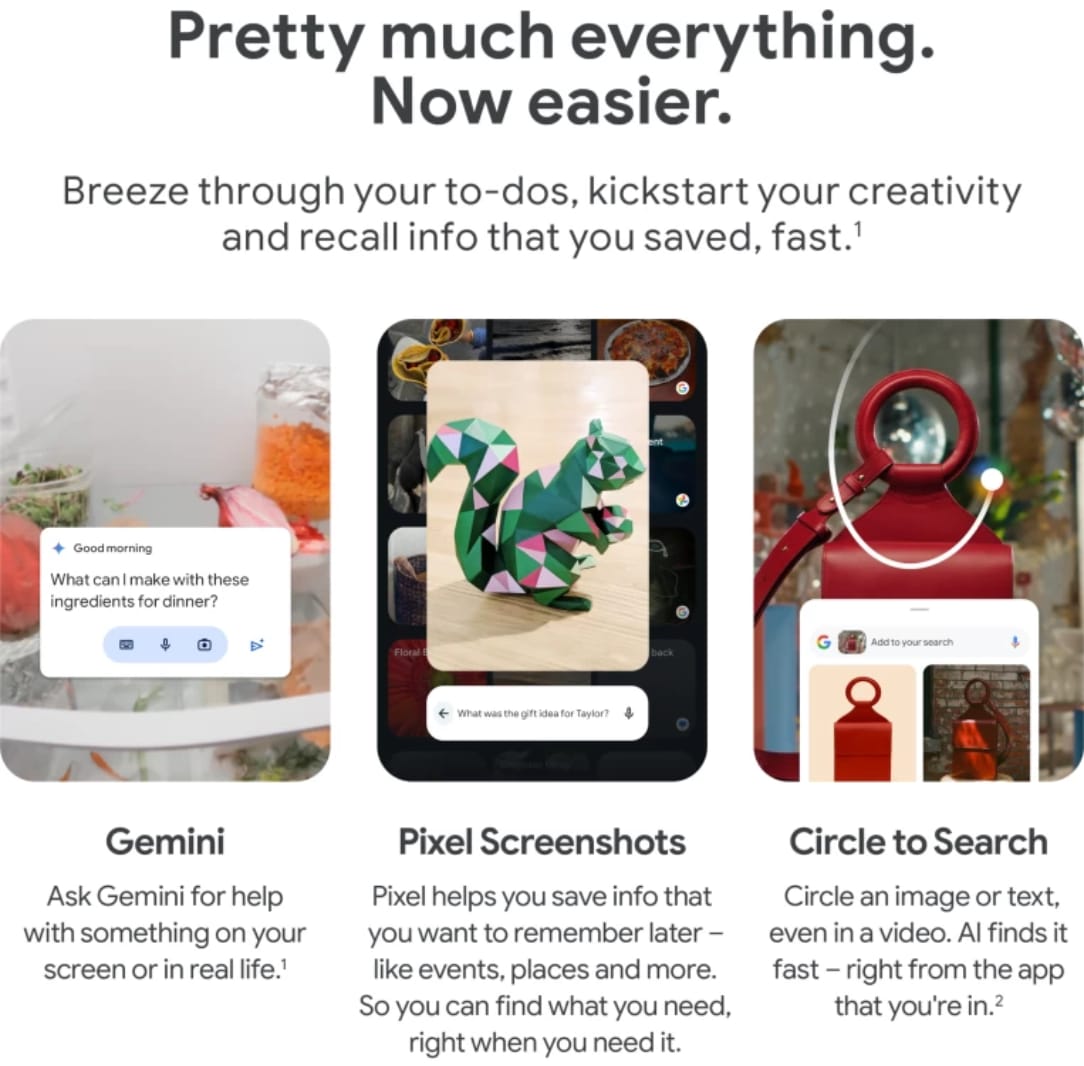 Pretty much everything.
Now easier.
Breeze through your to-dos, kickstart your creativity
and recall info that you saved, fast.¹
Good morning
What can I make with these
ingredients for dinner?
Floral
back
What was the gift idea for Taylor?
Add to your search
Gemini
Ask Gemini for help
with something on your
screen or in real life.¹
Pixel Screenshots
Pixel helps you save info that
you want to remember later –
like events, places and more.
So you can find what you need,
right when you need it.
Circle to Search
Circle an image or text,
even in a video. AI finds it
fast – right from the app
that you're in.²